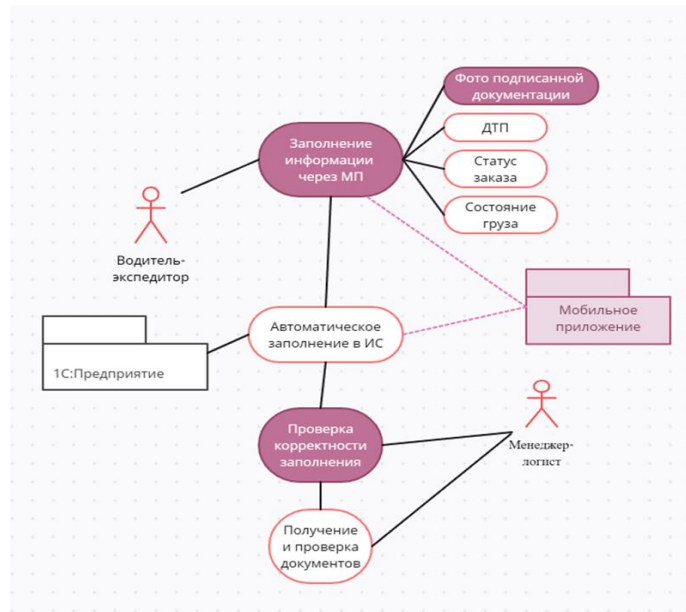 Фото подписанной
документации
Заполнение
информации
через МП
ДТП
Статус
заказа
Состояние
груза
Водитель-
экспедитор
Мобильное
приложение
Автоматическое
заполнение в ИС
1С:Предприятие
Проверка
корректности
заполнения
Менеджер-
логист
Получение
и проверка
документов